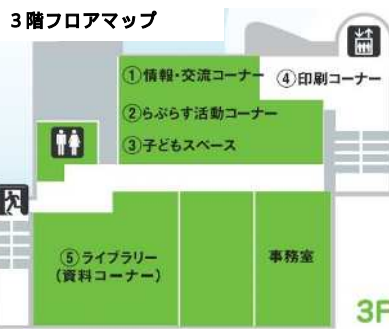 3階フロアマップ
①情報・交流コーナー
④印刷コーナー
②らぷらす活動コーナー
③子どもスペース
⑤ライブラリー
(資料コーナー)
事務室
3F